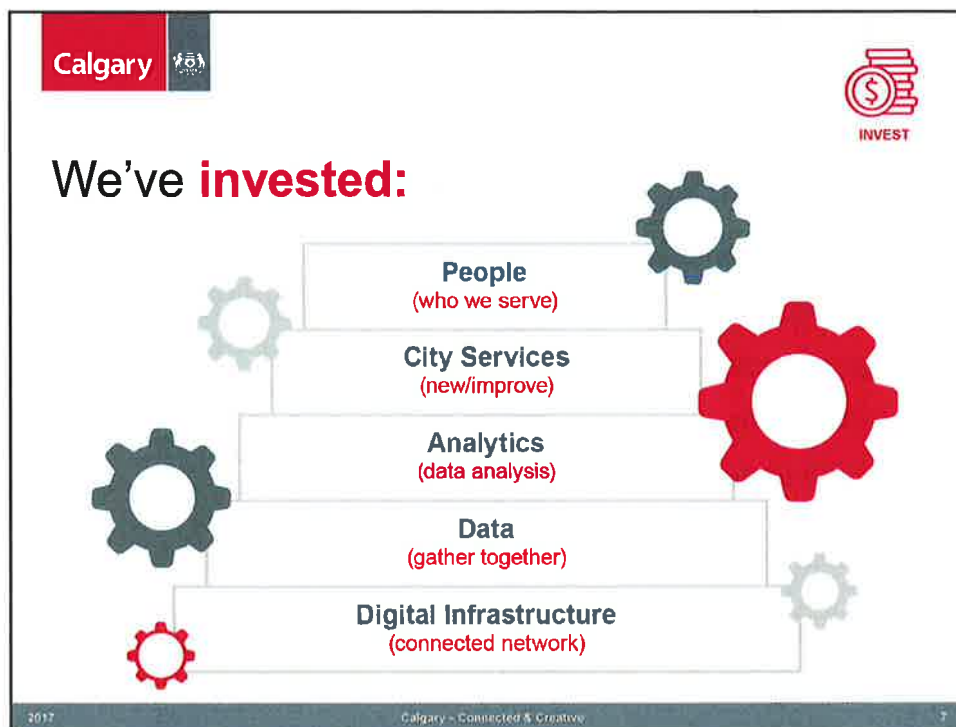 Calgary
$
INVEST
We've invested:
People
(who we serve)
City Services
(new/improve)
Analytics
(data analysis)
Data
(gather together)
Digital Infrastructure
(connected network)
2017
Calgary - Connected & Creative
7